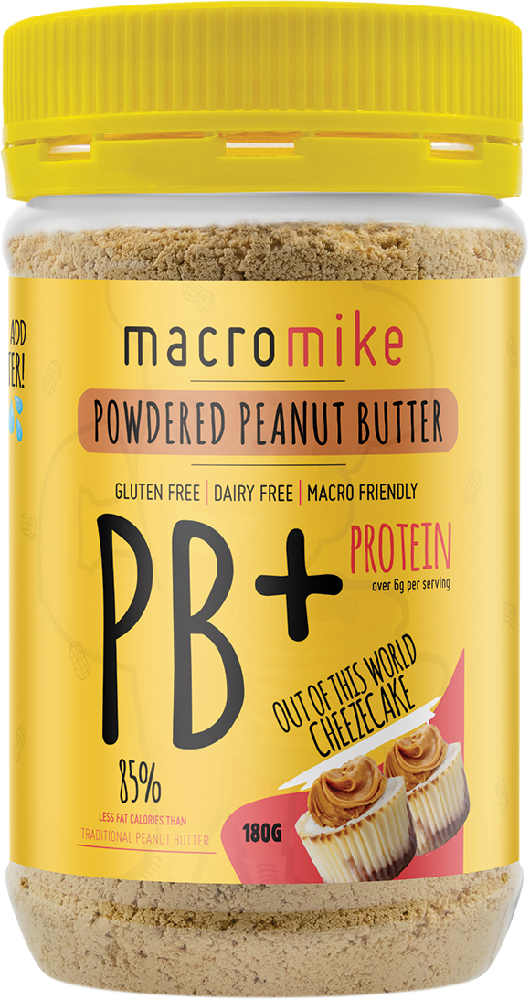 macromike
POWDERED PEANUT BUTTER
GLUTEN FREE | DAIRY FREE | MACRO FRIENDLY
ADD
PB+
PROTEIN
over 6g per serving
OUT OF THIS WORLD
CHEEZECAKE
85%
LESS FAT CALORIES THAN
TRADITIONAL PEANUT BUTTER
180G